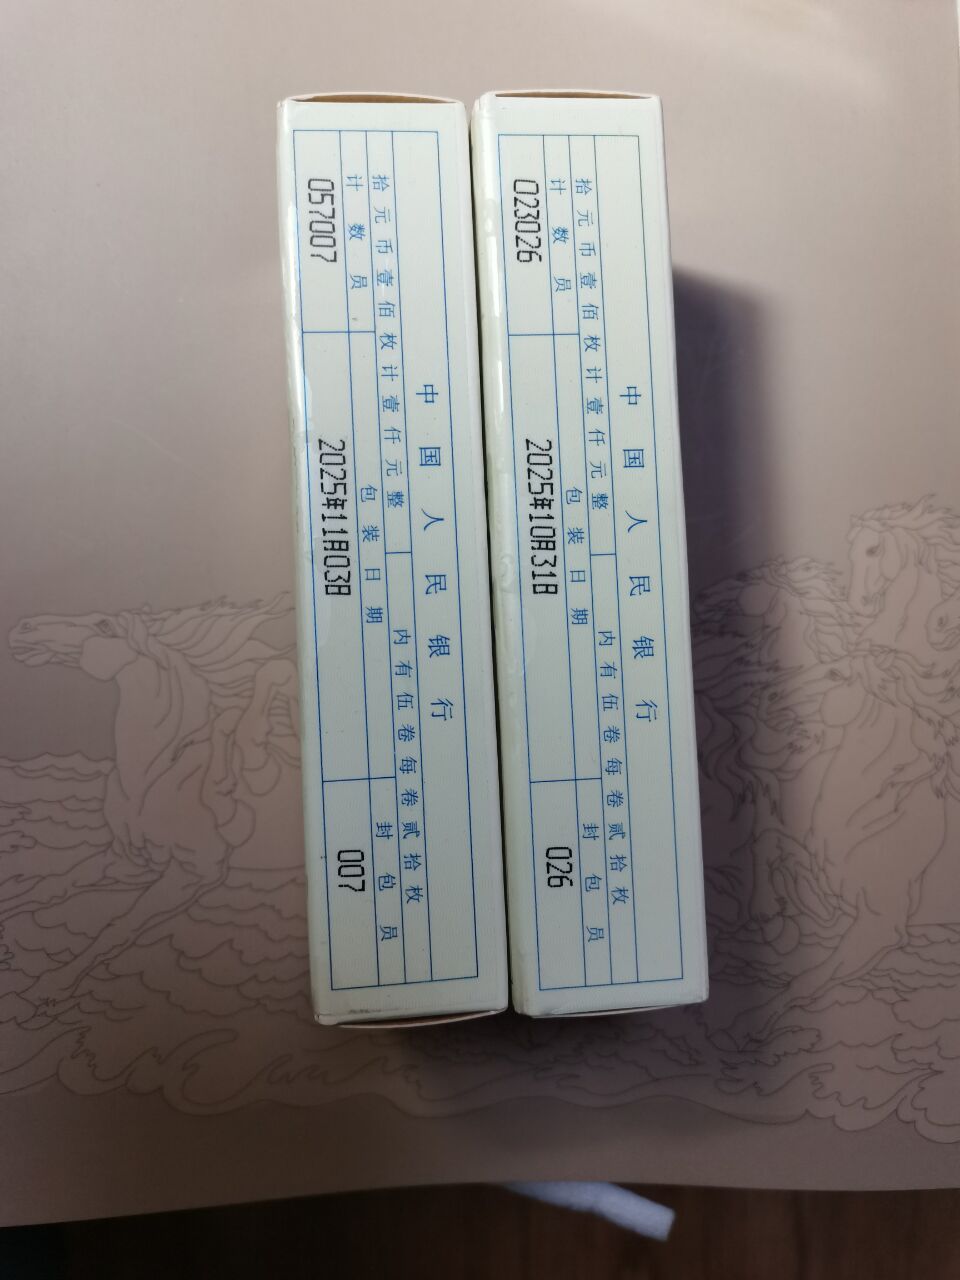 中国人民银行
拾元币壹佰枚计壹仟元整 内有伍卷每卷贰拾枚
计数员 包装日期 封包员
057007 2025年11月03日 007
中国人民银行
拾元币壹佰枚计壹仟元整 内有伍卷每卷贰拾枚
计数员 包装日期 封包员
023026 2025年10月31日 026